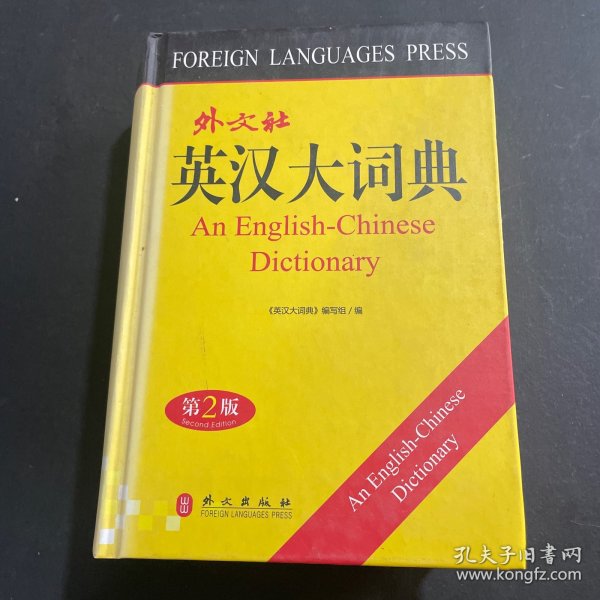 FOREIGN LANGUAGES PRESS
外文社
英汉大词典
An English-Chinese
Dictionary
《英汉大词典》编写组/编
第2版
Second Edition
An English-Chinese
Dictionary
外文出版社
FOREIGN LANGUAGES PRESS
孔夫子旧书网
www.kongfz.com